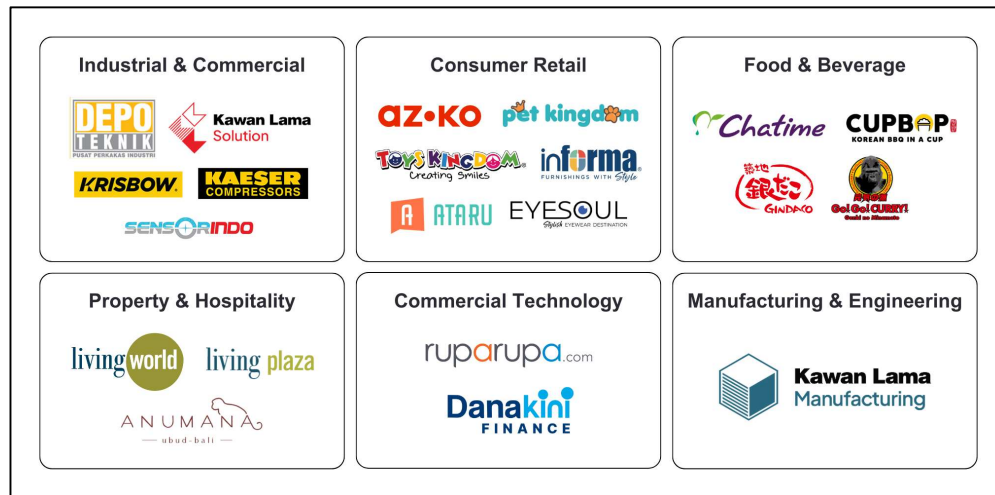 Industrial & Commercial
DEPO
TEKNIK
PUSAT PERKAKAS INDUSTRI
Kawan Lama
Solution
KRISBOW.
KAESER
COMPRESSORS
SENSORINDO
Consumer Retail
az•ko
pet kingdom
TOYS KINGDOM®
Creating Smiles
informa®
FURNISHINGS WITH Style
A ATARU
EYESOUL
Stylish EYEWEAR DESTINATION
Food & Beverage
Chatime
CUPBOP
KOREAN BBQ IN A CUP
築地
銀だこ
GINDACO
Go! Go! CURRY!
Genki no Minamoto
Property & Hospitality
living world
living plaza
ANUMANA
ubud-bali
Commercial Technology
ruparupa.com
Danakini
FINANCE
Manufacturing & Engineering
Kawan Lama
Manufacturing